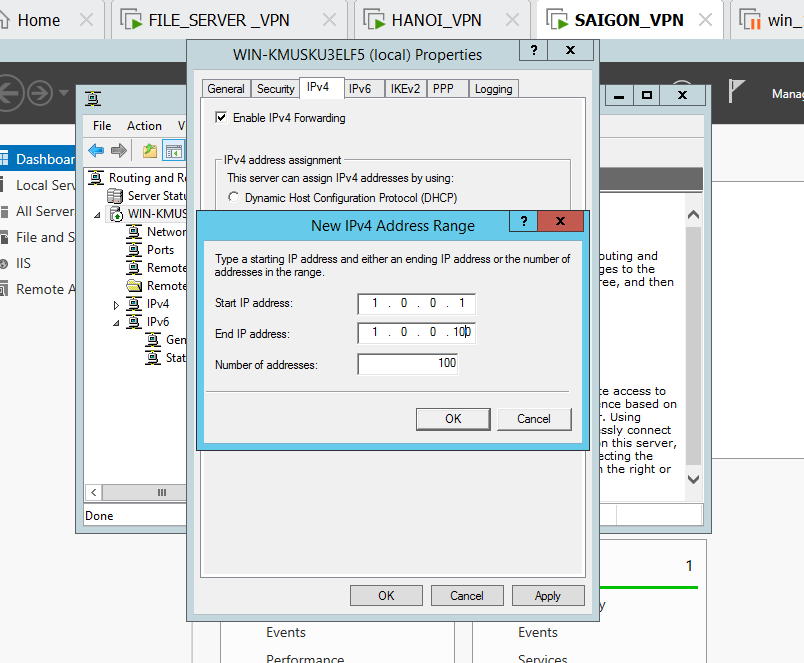 Home
FILE_SERVER _VPN
HANOI_VPN
SAIGON_VPN
win_
WIN-KMUSKU3ELF5 (local) Properties
?
X
General
Security
IPv4
IPv6
IKEv2
PPP
Logging
Enable IPv4 Forwarding
IPv4 address assignment
This server can assign IPv4 addresses by using:
Dynamic Host Configuration Protocol (DHCP)
New IPv4 Address Range
?
X
Type a starting IP address and either an ending IP address or the number of
addresses in the range.
Start IP address:
1 . 0 . 0 . 1
End IP address:
1 . 0 . 0 . 100
Number of addresses:
100
OK
Cancel
OK
Cancel
Apply
File
Action
V
Routing and R
Server Statu
WIN-KMUS
Networ
Ports
Remote
Remote
IPv4
IPv6
Gen
Stat
Done
X
outing and
ges to the
ree, and then
te access to
ence based on
r. Using
essly connect
on this server,
ecting the
n the right or
Manag
Dashboar
Local Serv
All Server
File and S
IIS
Remote A
1
y
Events
Performance
Events
Services